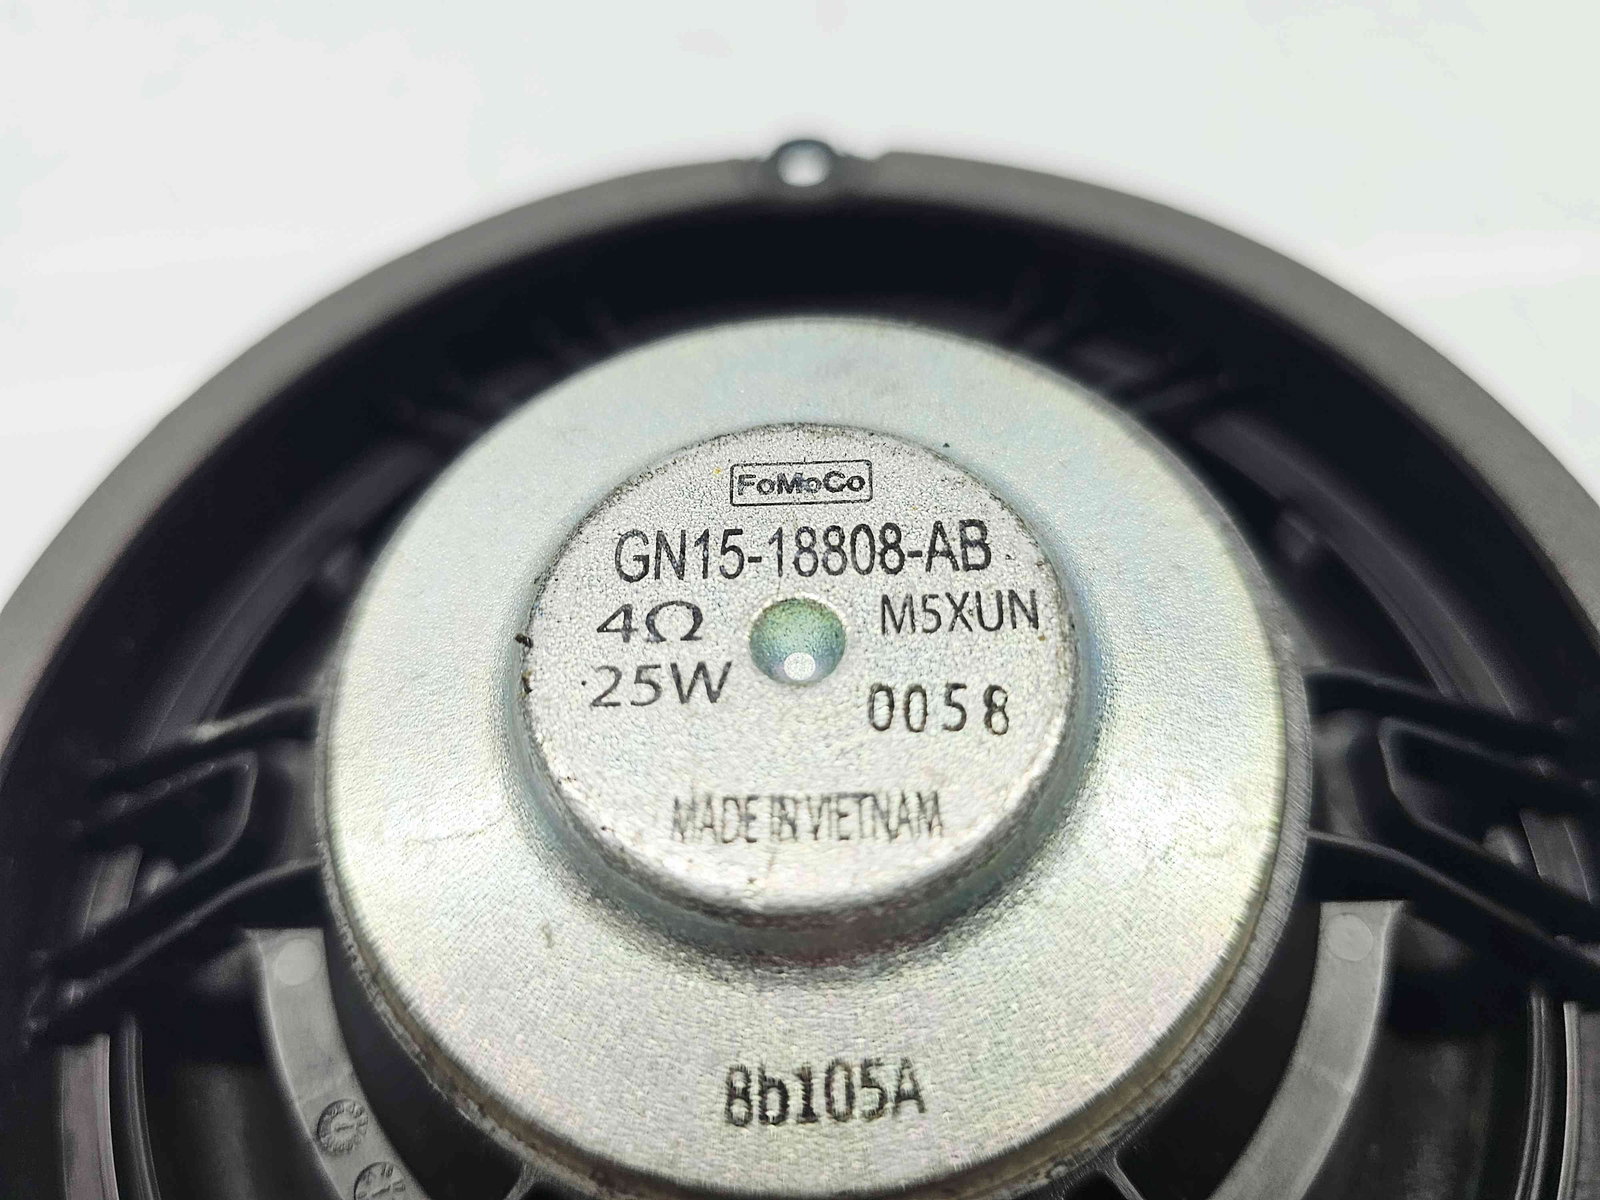 FoMoCo
GN15-18808-AB
4Ω M5XUN
25W 0058
MADE IN VIETNAM
8b105A